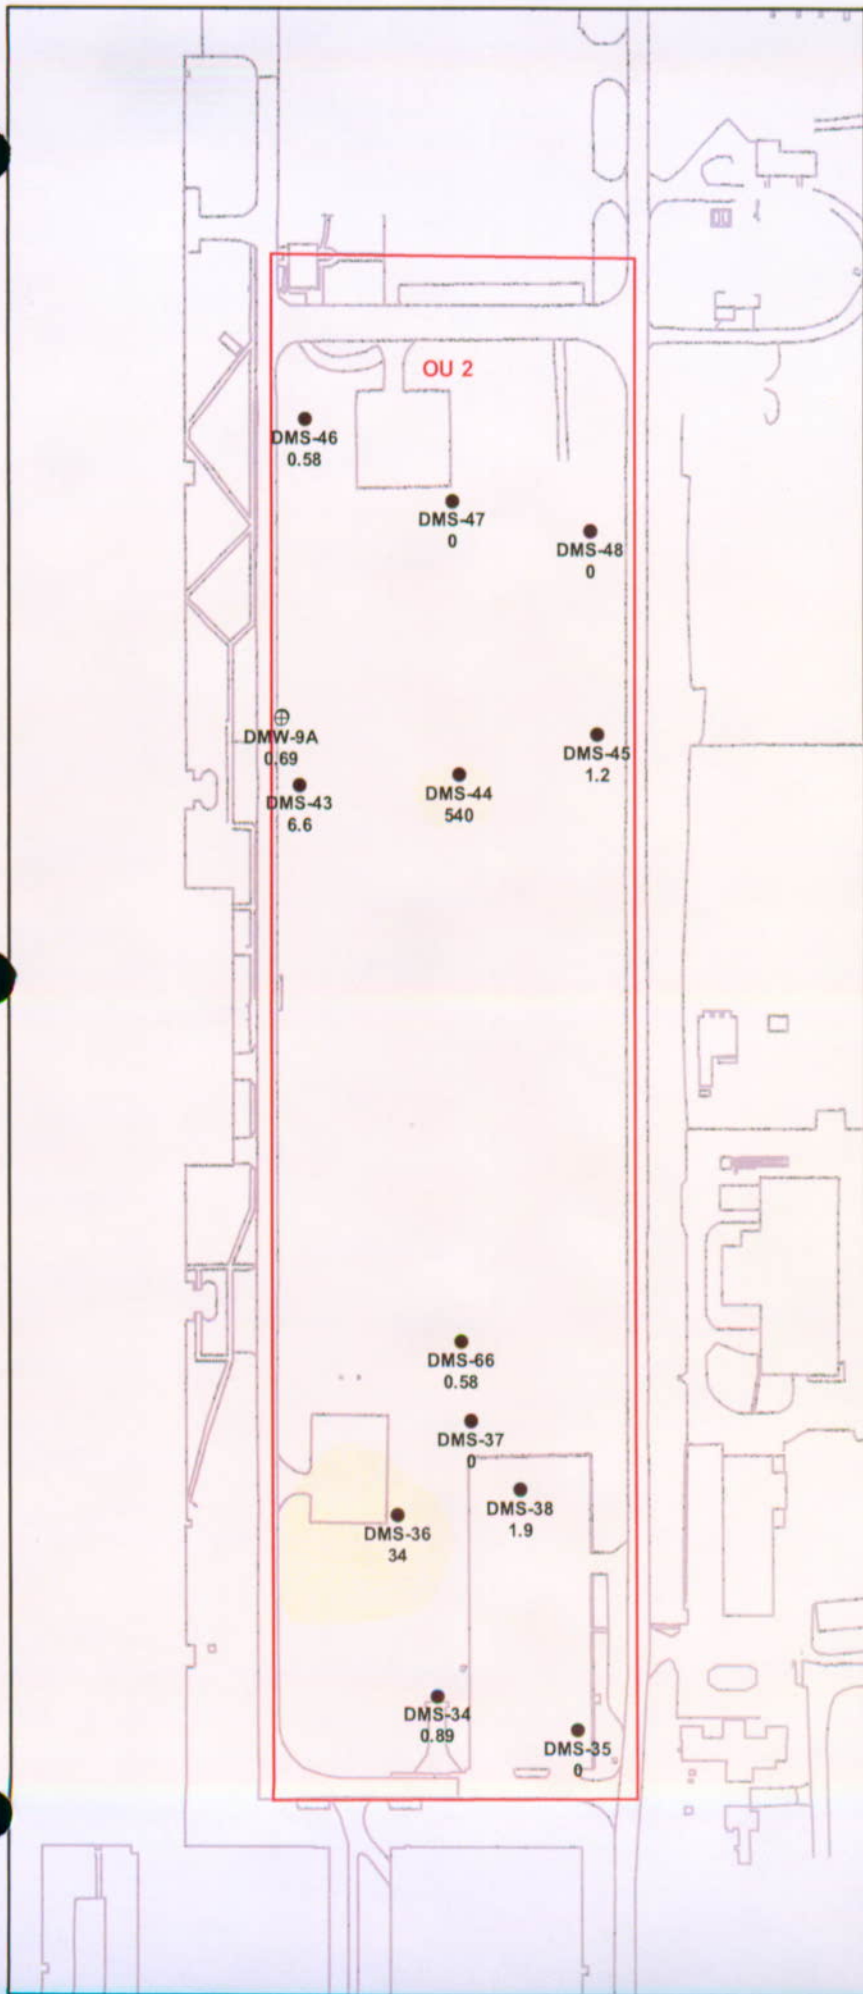 OU 2
DMS-46
0.58
DMS-47
0
DMS-48
0
DMW-9A
0.69
DMS-45
1.2
DMS-43
6.6
DMS-44
540
DMS-66
0.58
DMS-37
0
DMS-38
1.9
DMS-36
34
DMS-34
0.89
DMS-35
0